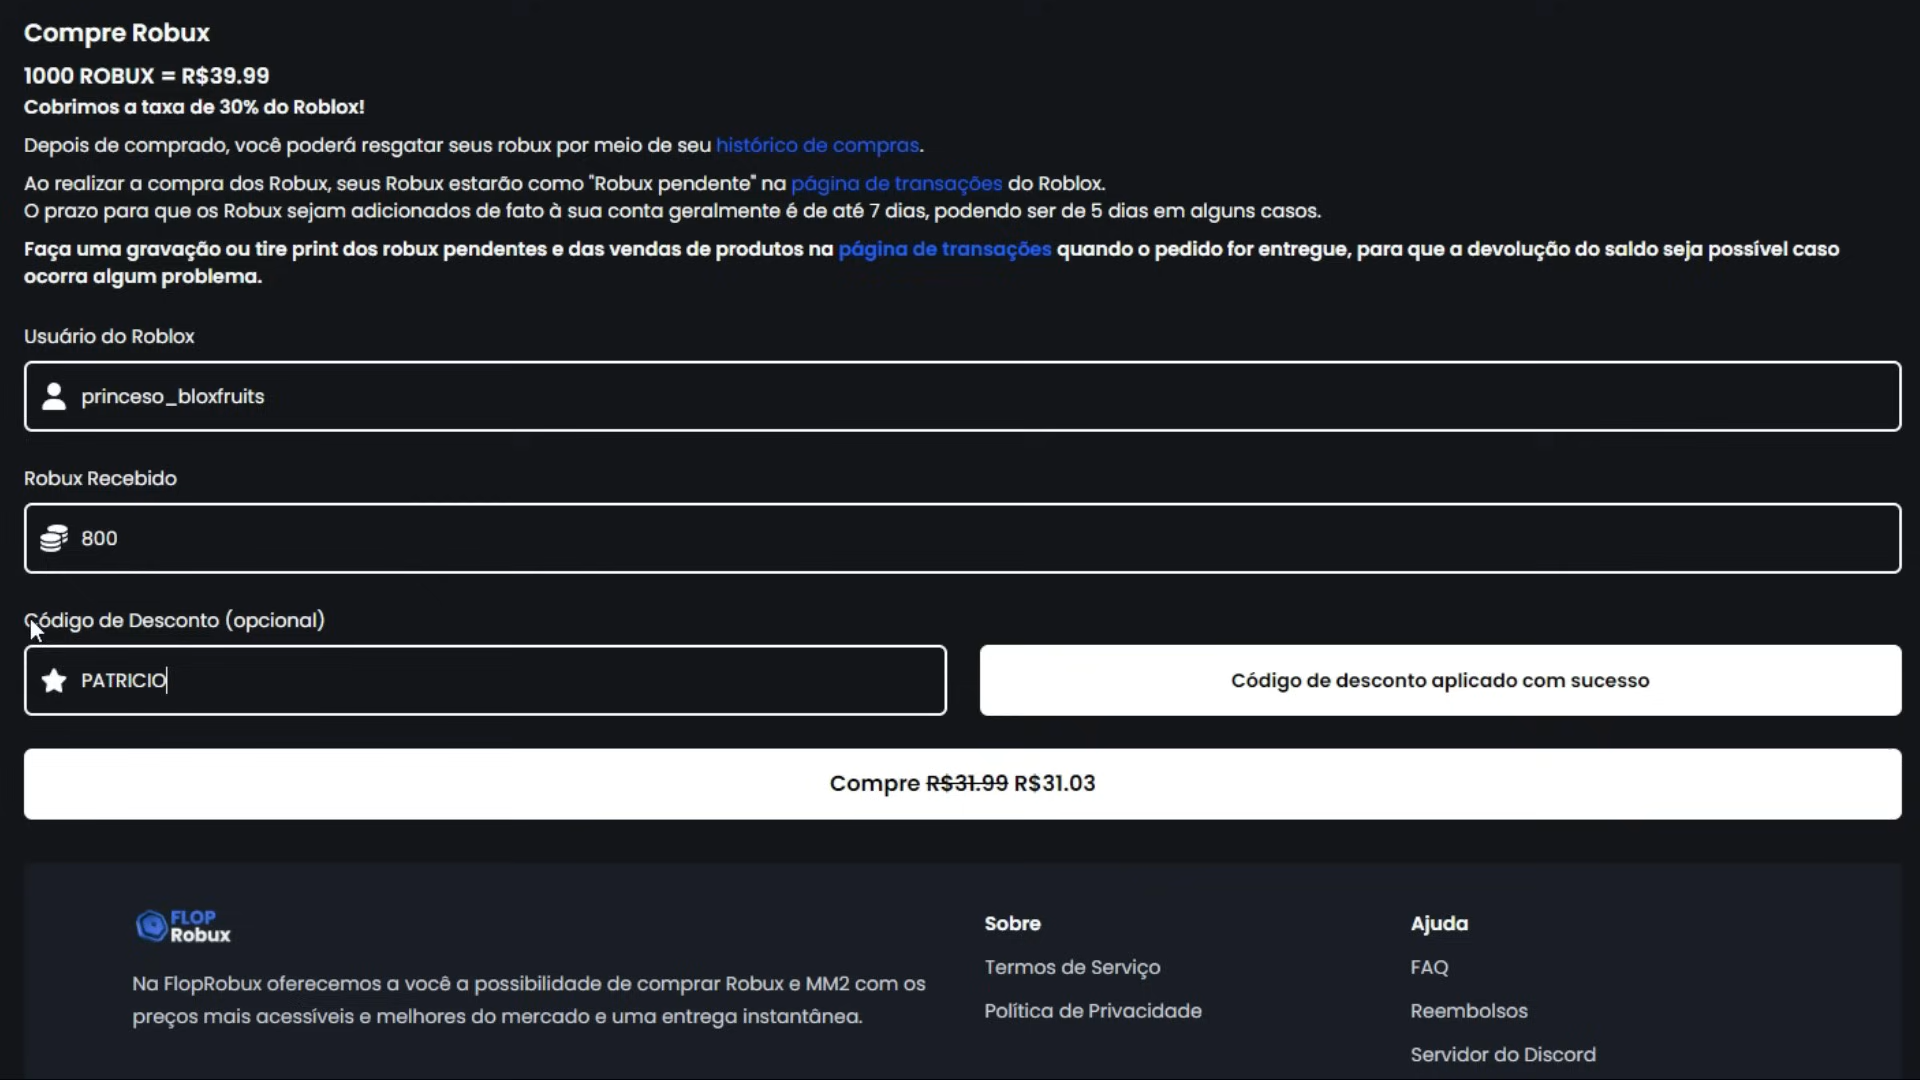 Compre Robux
1000 ROBUX = R$39.99
Cobrimos a taxa de 30% do Roblox!
Depois de comprado, você poderá resgatar seus robux por meio de seu histórico de compras.
Ao realizar a compra dos Robux, seus Robux estarão como "Robux pendente" na página de transações do Roblox.
O prazo para que os Robux sejam adicionados de fato à sua conta geralmente é de até 7 dias, podendo ser de 5 dias em alguns casos.
Faça uma gravação ou tire print dos robux pendentes e das vendas de produtos na página de transações quando o pedido for entregue, para que a devolução do saldo seja possível caso
ocorra algum problema.
Usuário do Roblox
princeso_bloxfruits
Robux Recebido
800
Código de Desconto (opcional)
PATRICIO
Código de desconto aplicado com sucesso
Compre R$31.99 R$31.03
FLOP
Robux
Na FlopRobux oferecemos a você a possibilidade de comprar Robux e MM2 com os
preços mais acessíveis e melhores do mercado e uma entrega instantânea.
Sobre
Termos de Serviço
Política de Privacidade
Ajuda
FAQ
Reembolsos
Servidor do Discord